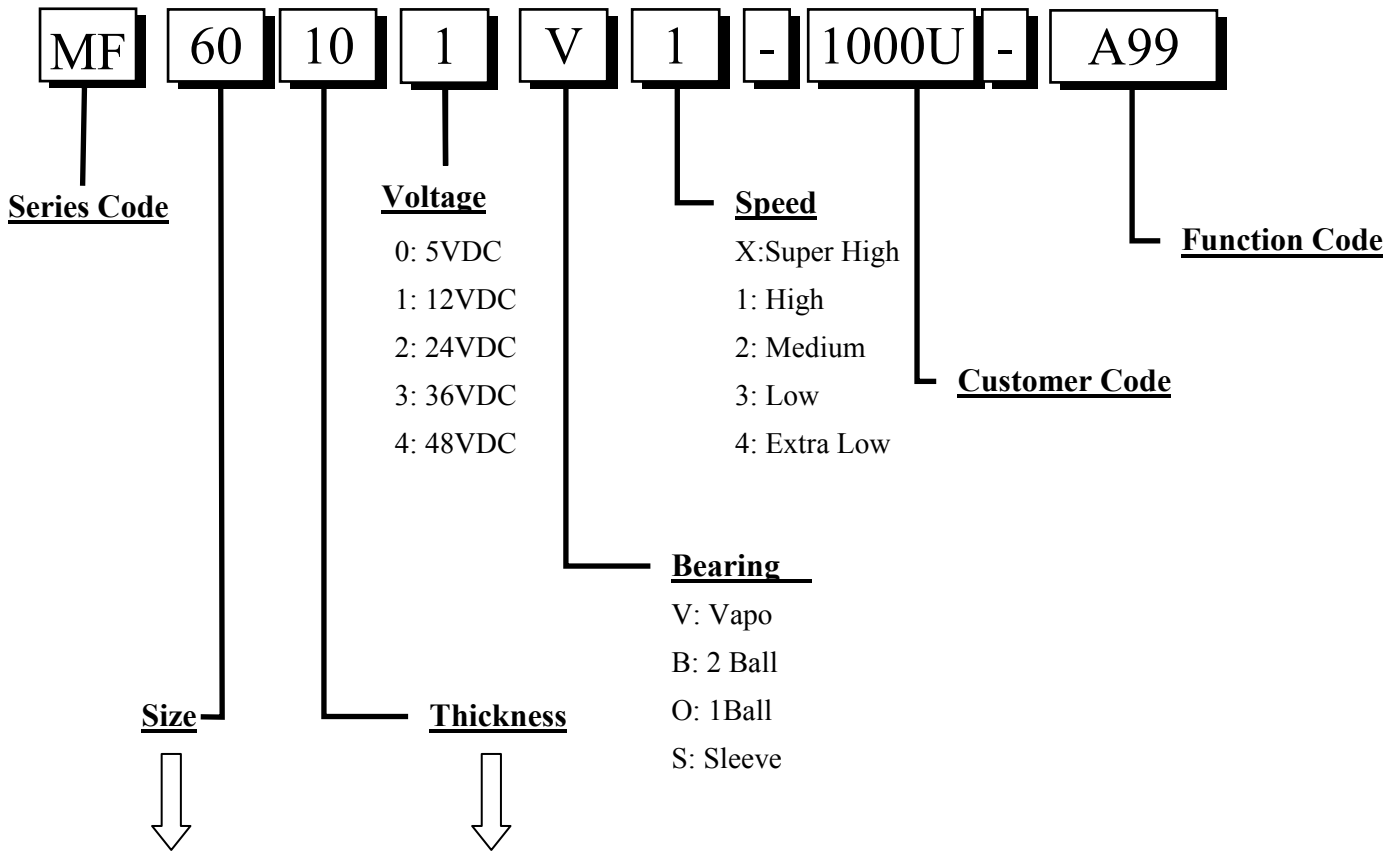 MF 60 10 1 V 1 - 1000U - A99
Series Code
Voltage
0: 5VDC
1: 12VDC
2: 24VDC
3: 36VDC
4: 48VDC
Speed
X:Super High
1: High
2: Medium
3: Low
4: Extra Low
Function Code
Customer Code
Bearing
V: Vapo
B: 2 Ball
O: 1Ball
S: Sleeve
Size
Thickness